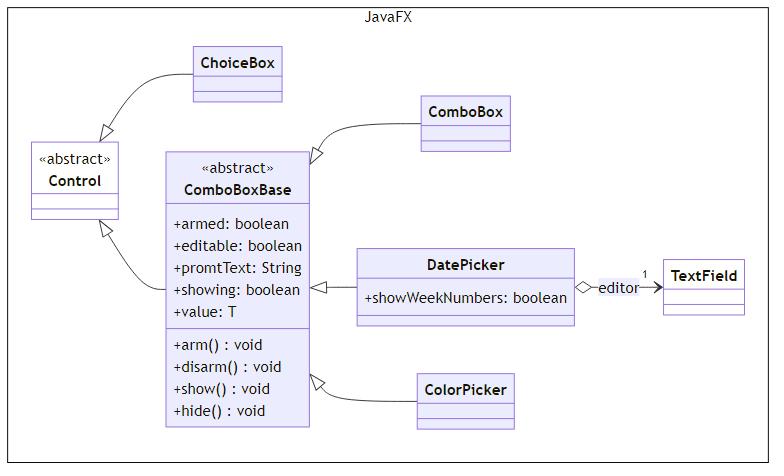 JavaFX
ChoiceBox
«abstract»
Control
ComboBox
«abstract»
ComboBoxBase
+armed: boolean
+editable: boolean
+promtText: String
+showing: boolean
+value: T
+arm() : void
+disarm() : void
+show() : void
+hide() : void
DatePicker
+showWeekNumbers: boolean
editor
1
TextField
ColorPicker